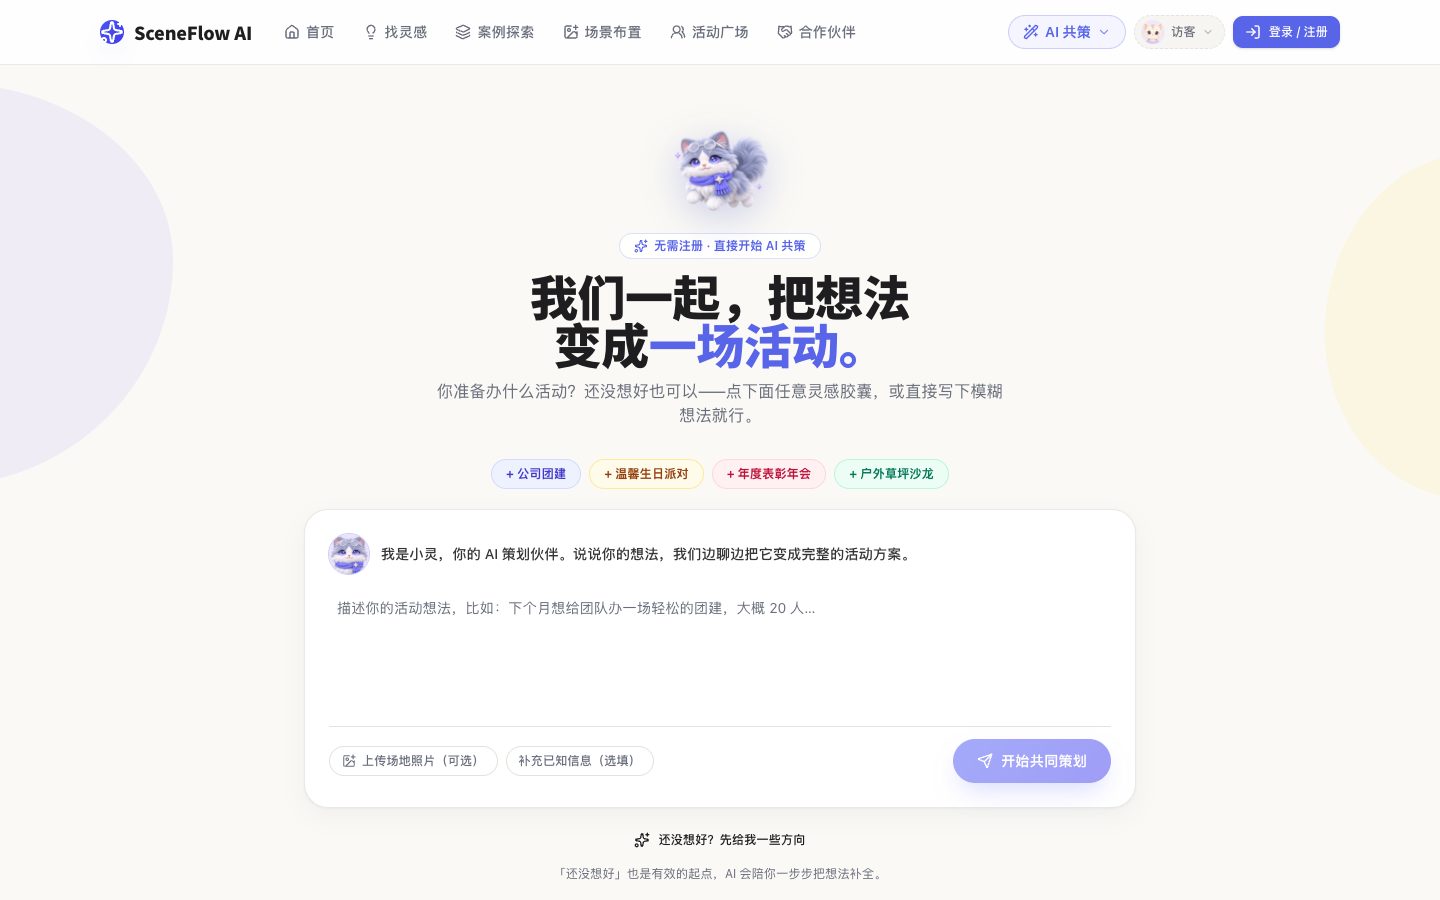 SceneFlow AI
首页
找灵感
案例探索
场景布置
活动广场
合作伙伴
AI 共策
访客
登录 / 注册
无需注册 · 直接开始 AI 共策
我们一起，把想法
变成一场活动。
你准备办什么活动？还没想好也可以——点下面任意灵感胶囊，或直接写下模糊
想法就行。
+ 公司团建
+ 温馨生日派对
+ 年度表彰年会
+ 户外草坪沙龙
我是小灵，你的 AI 策划伙伴。说说你的想法，我们边聊边把它变成完整的活动方案。
描述你的活动想法，比如：下个月想给团队办一场轻松的团建，大概 20 人...
上传场地照片（可选）
补充已知信息（选填）
开始共同策划
还没想好？先给我一些方向
「还没想好」也是有效的起点，AI 会陪你一步步把想法补全。